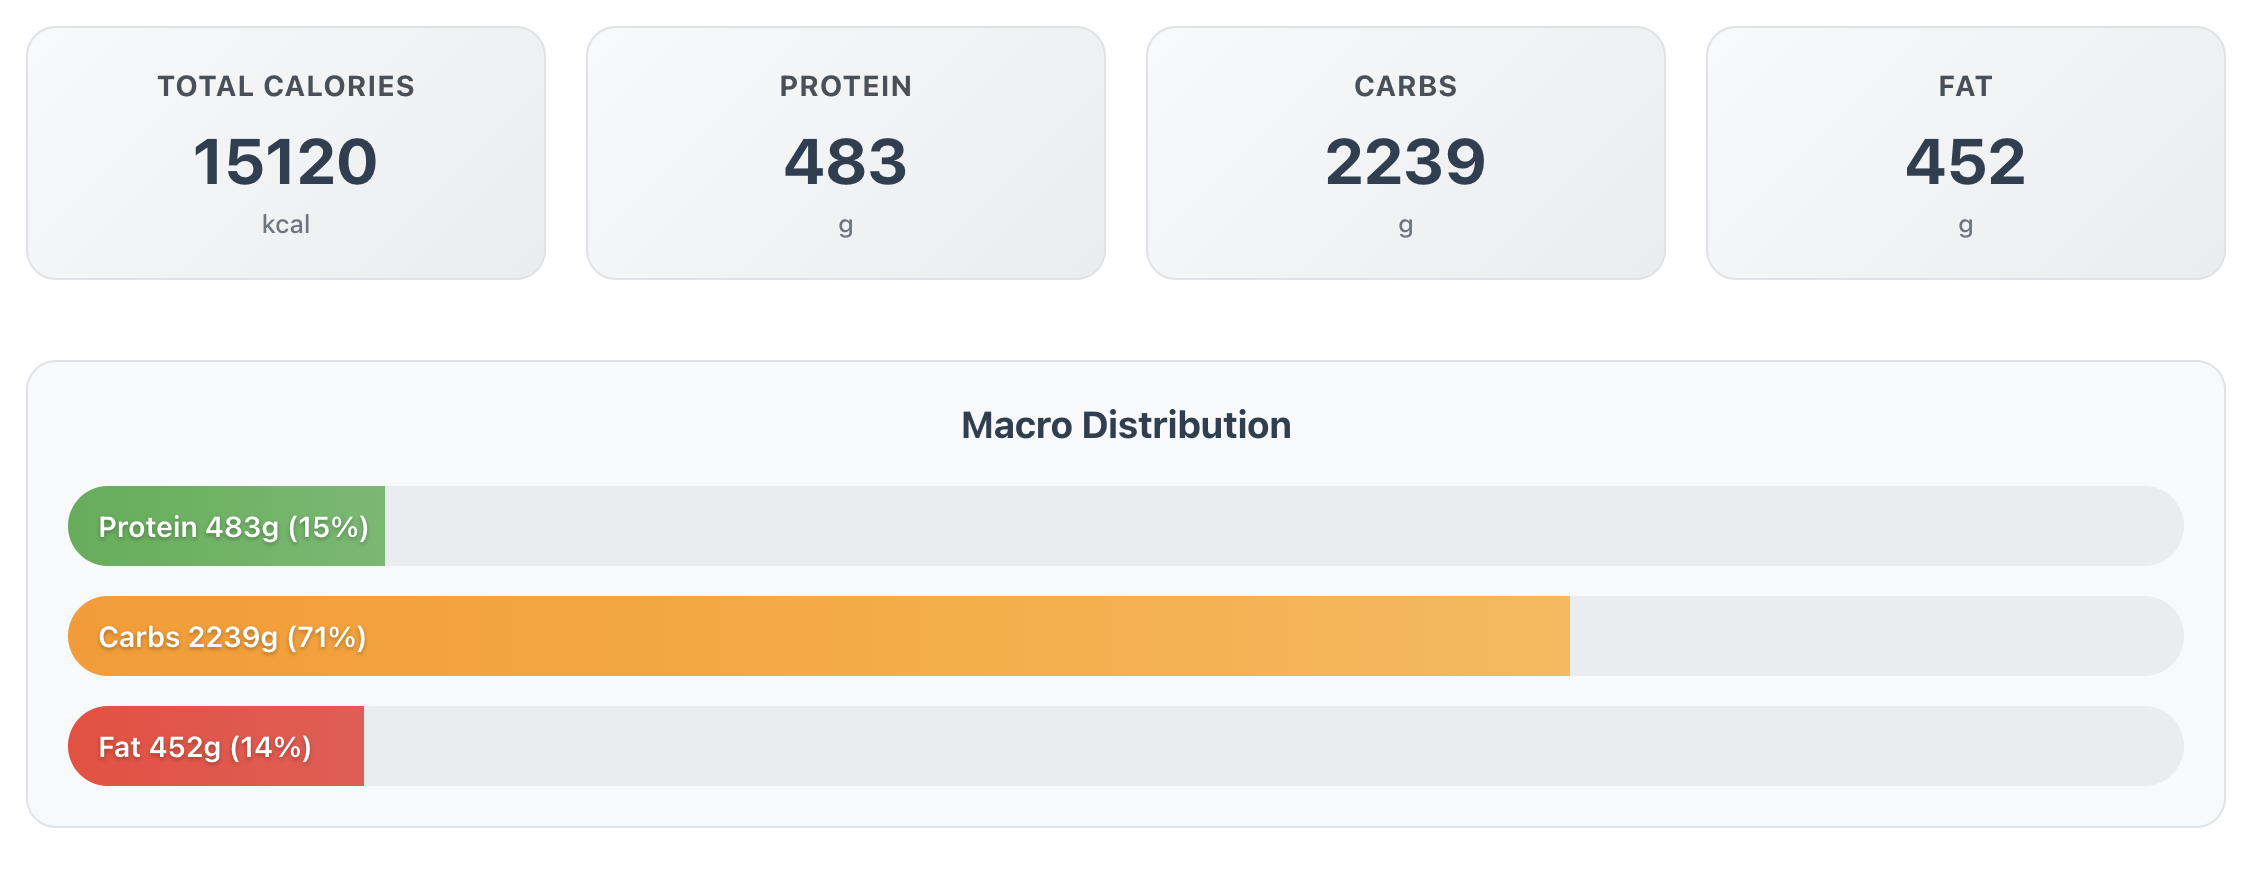 TOTAL CALORIES
15120
kcal
PROTEIN
483
g
CARBS
2239
g
FAT
452
g
Macro Distribution
Protein 483g (15%)
Carbs 2239g (71%)
Fat 452g (14%)